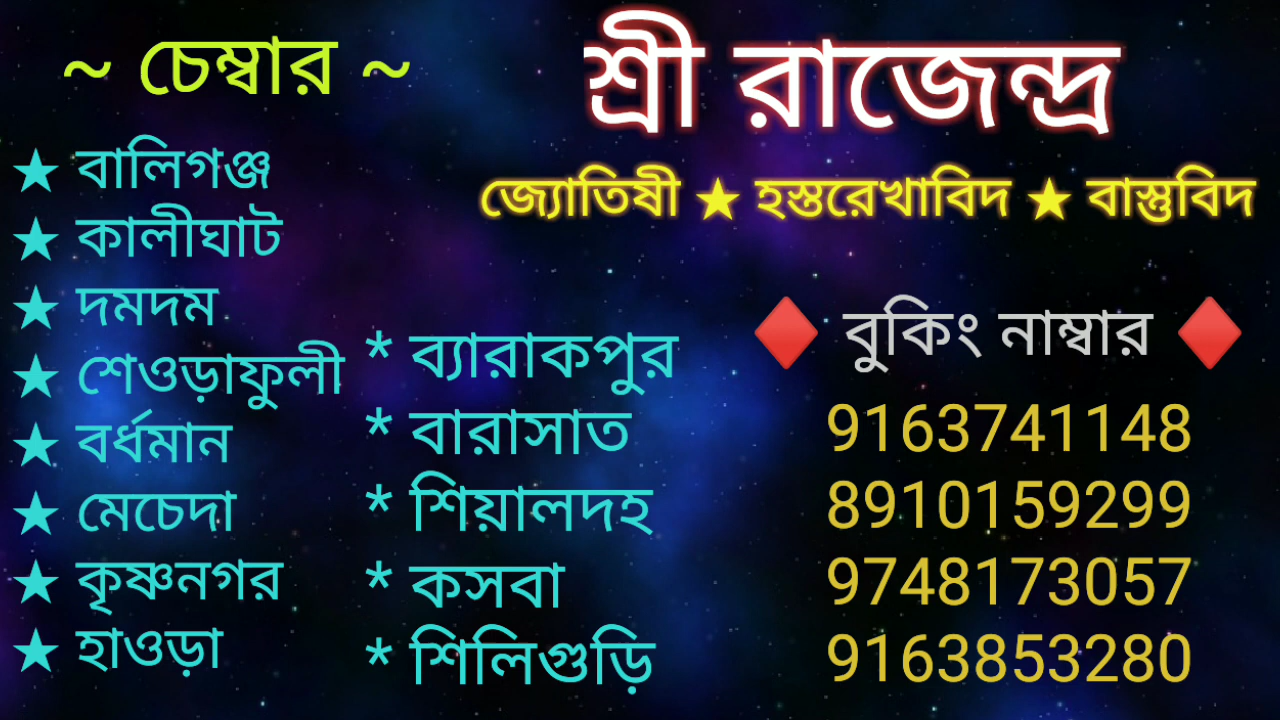 ~ চেম্বার ~
★ বালিগঞ্জ
★ কালীঘাট
★ দমদম
★ শেওড়াফুলী
★ বর্ধমান
★ মেচেদা
★ কৃষ্ণনগর
★ হাওড়া
* ব্যারাকপুর
* বারাসাত
* শিয়ালদহ
* কসবা
* শিলিগুড়ি
শ্রী রাজেন্দ্র
জ্যোতিষী ★ হস্তরেখাবিদ ★ বাস্তুবিদ
♦ বুকিং নাম্বার ♦
9163741148
8910159299
9748173057
9163853280